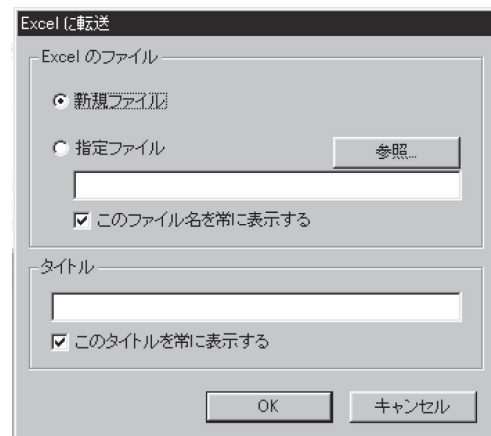 Excel に転送
Excel のファイル
新規ファイル
指定ファイル
参照...
このファイル名を常に表示する
タイトル
このタイトルを常に表示する
OK
キャンセル